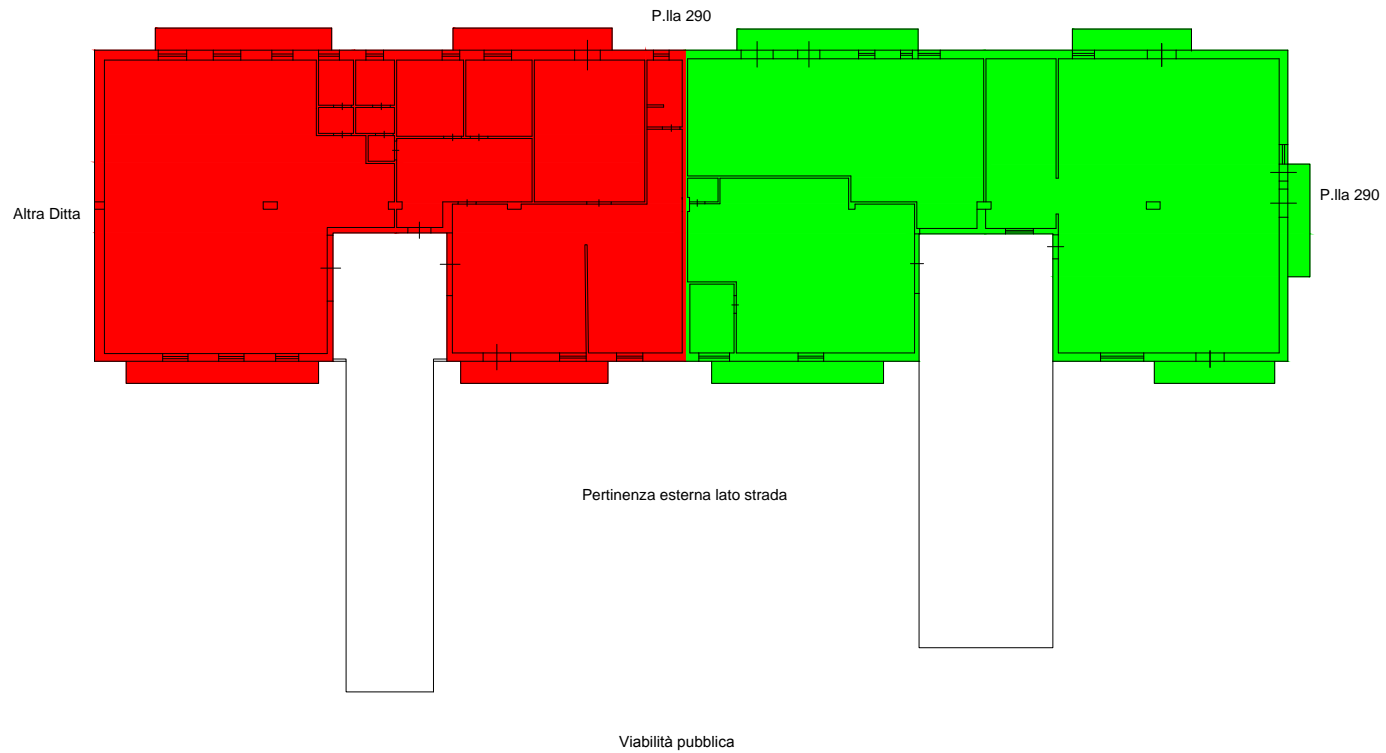 P.lla 290
Altra Ditta
P.lla 290
Pertinenza esterna lato strada
Viabilità pubblica